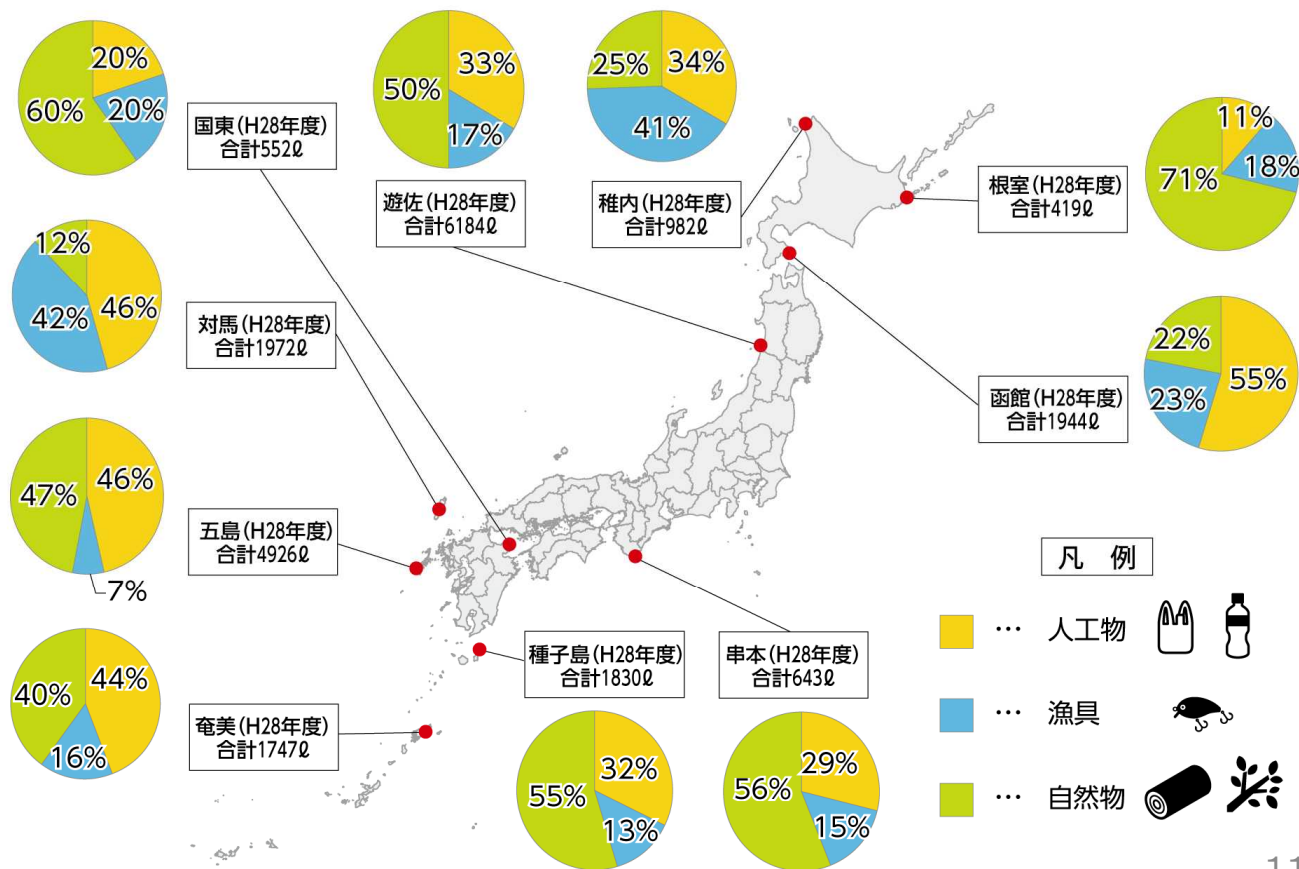 20%
20%
60%
国東(H28年度)
合計552ℓ
33%
17%
50%
遊佐(H28年度)
合計6184ℓ
34%
41%
25%
稚内(H28年度)
合計982ℓ
11%
18%
71%
根室(H28年度)
合計419ℓ
46%
42%
12%
対馬(H28年度)
合計1972ℓ
55%
23%
22%
函館(H28年度)
合計1944ℓ
46%
7%
47%
五島(H28年度)
合計4926ℓ
44%
16%
40%
奄美(H28年度)
合計1747ℓ
種子島(H28年度)
合計1830ℓ
32%
13%
55%
串本(H28年度)
合計643ℓ
29%
15%
56%
凡 例
… 人工物
… 漁具
… 自然物
11